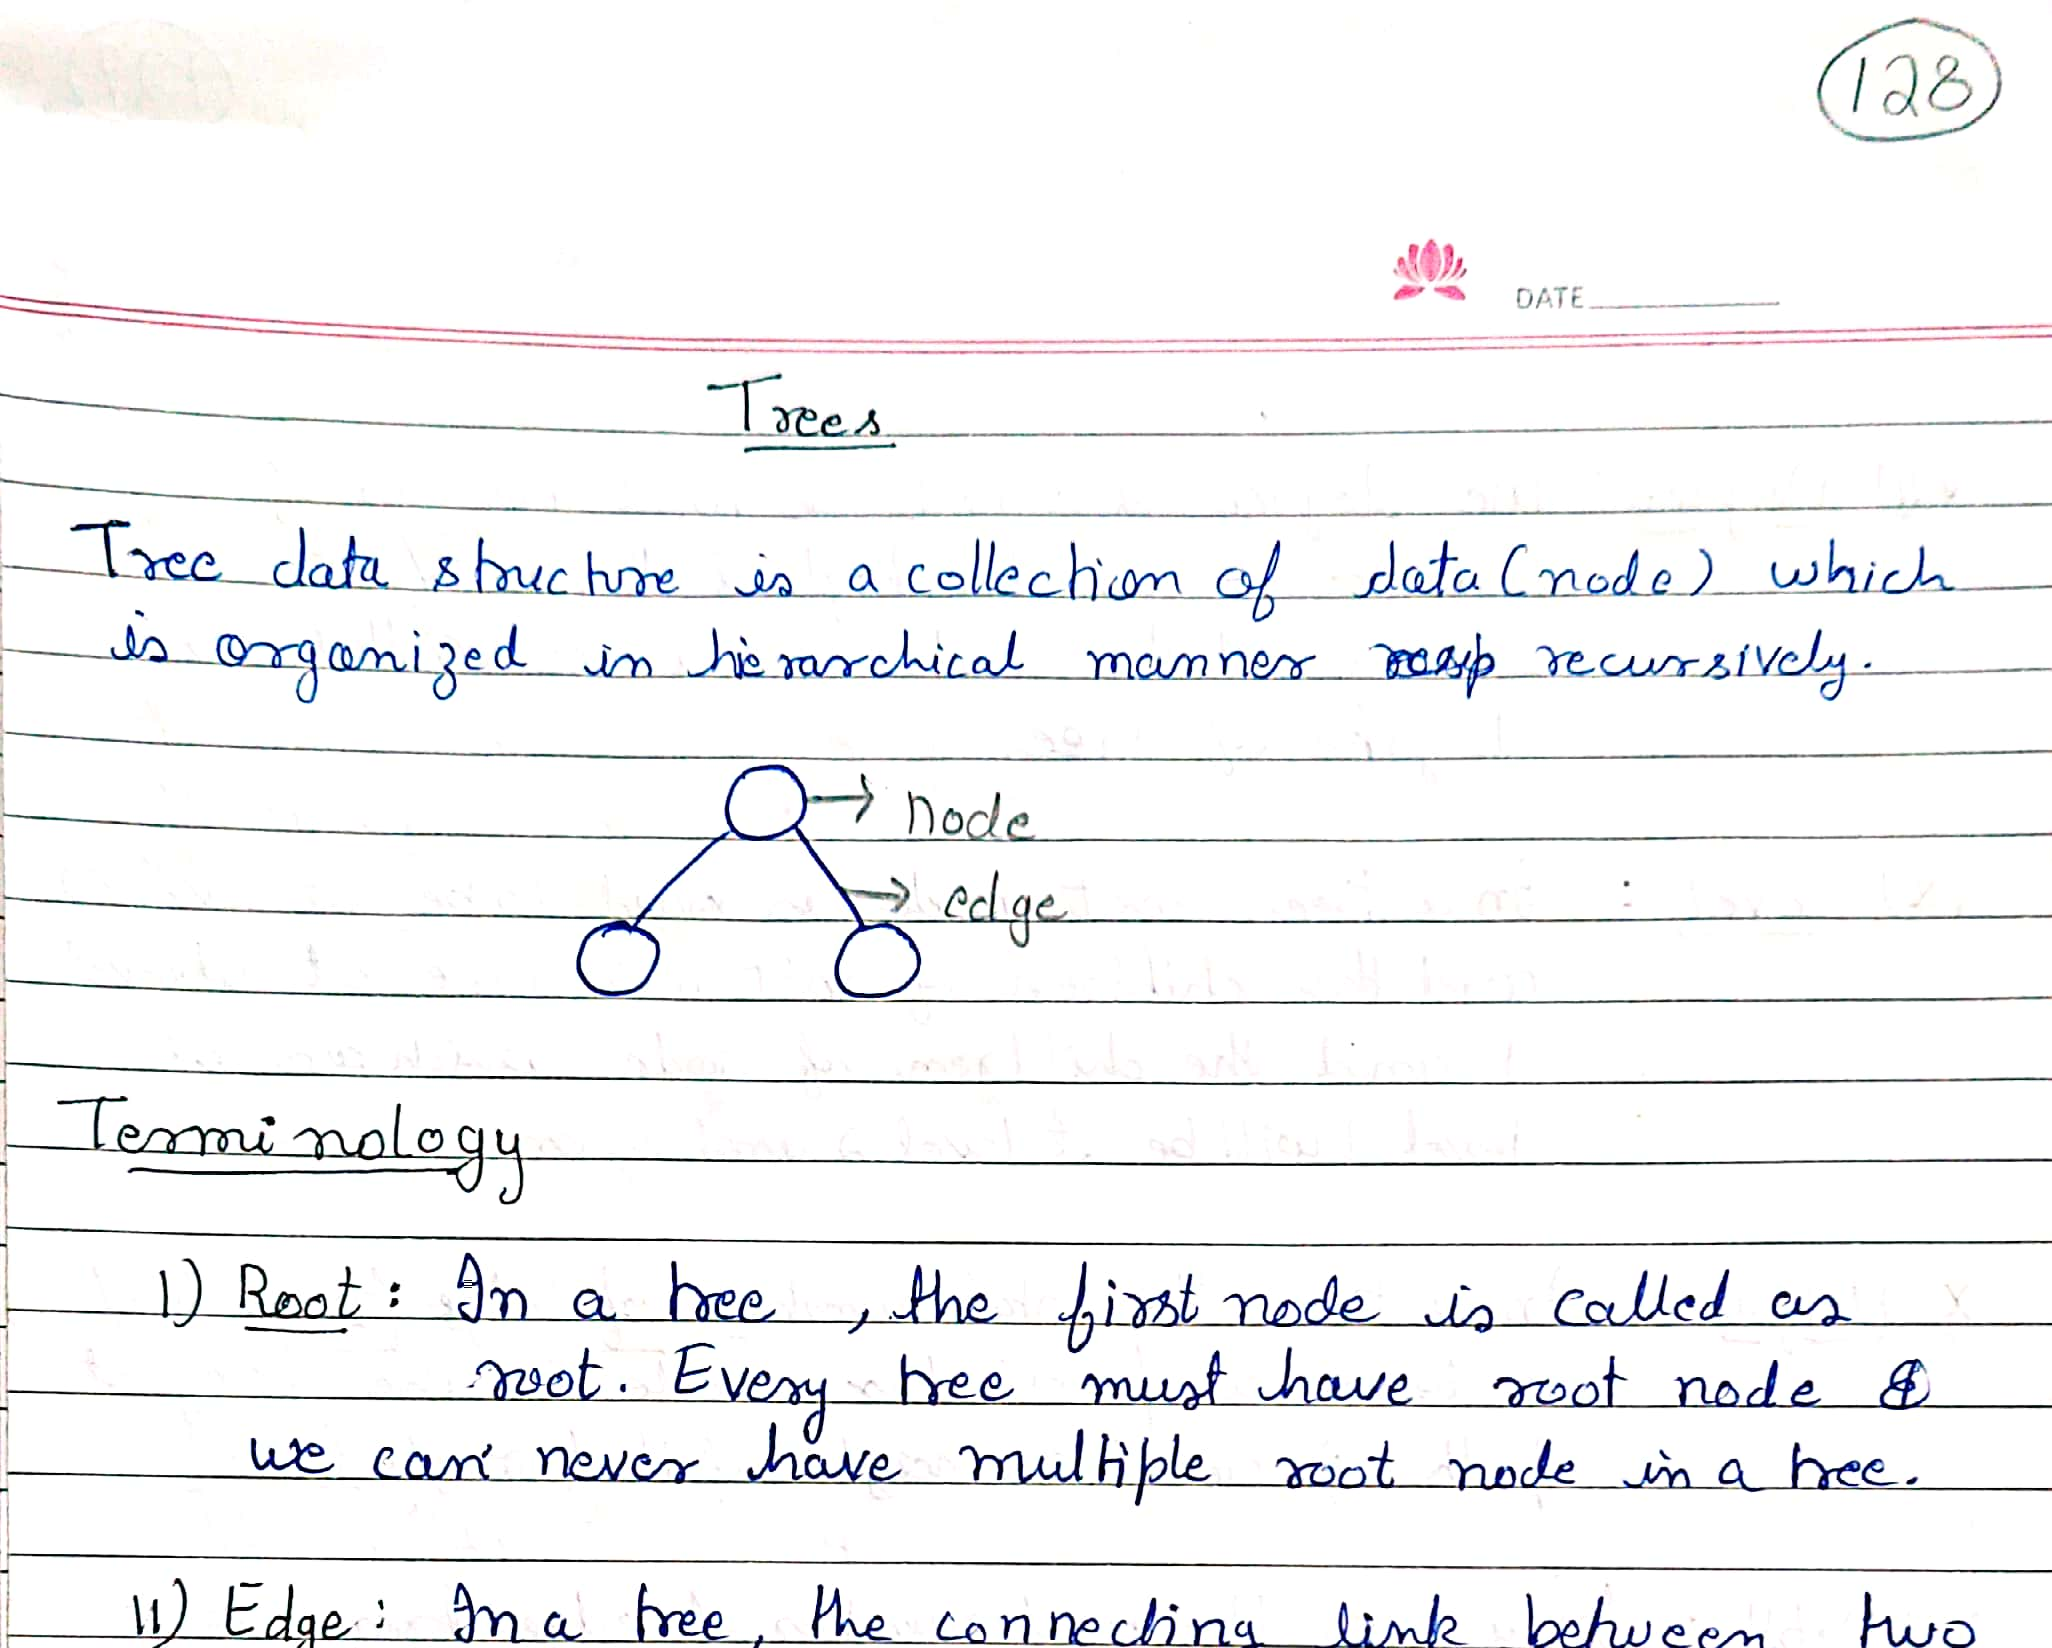 128
DATE
Trees
Tree data structure is a collection of data (node) which
is organized in hierarchical manner recursively.
→ node
→ edge
Terminology
I) Root : In a tree , the first node is called as
root. Every tree must have root node &
we can never have multiple root node in a tree.
II) Edge : In a tree, the connecting link between two